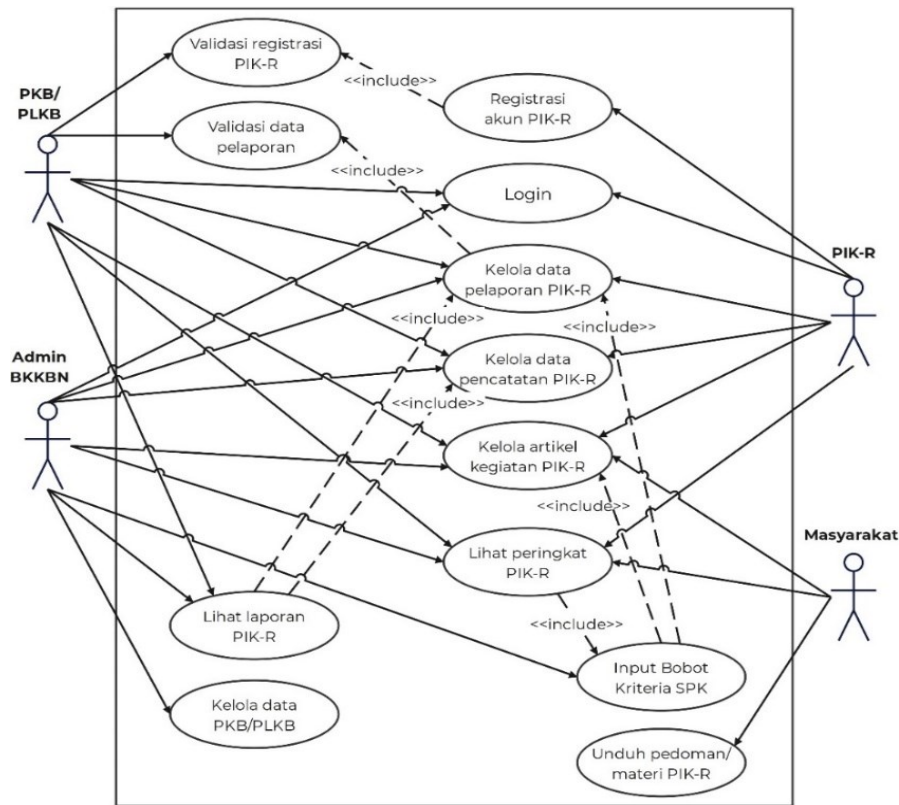 Validasi registrasi
PIK-R
<<include>>
PKB/
PLKB
Registrasi
akun PIK-R
Validasi data
pelaporan
<<include>>
Login
PIK-R
Kelola data
pelaporan PIK-R
<<include>>
<<include>>
Admin
BKKBN
Kelola data
pencatatan PIK-R
<<include>>
Kelola artikel
kegiatan PIK-R
<<include>>
Masyarakat
Lihat peringkat
PIK-R
Lihat laporan
PIK-R
<<include>>
Input Bobot
Kriteria SPK
Kelola data
PKB/PLKB
Unduh pedoman/
materi PIK-R